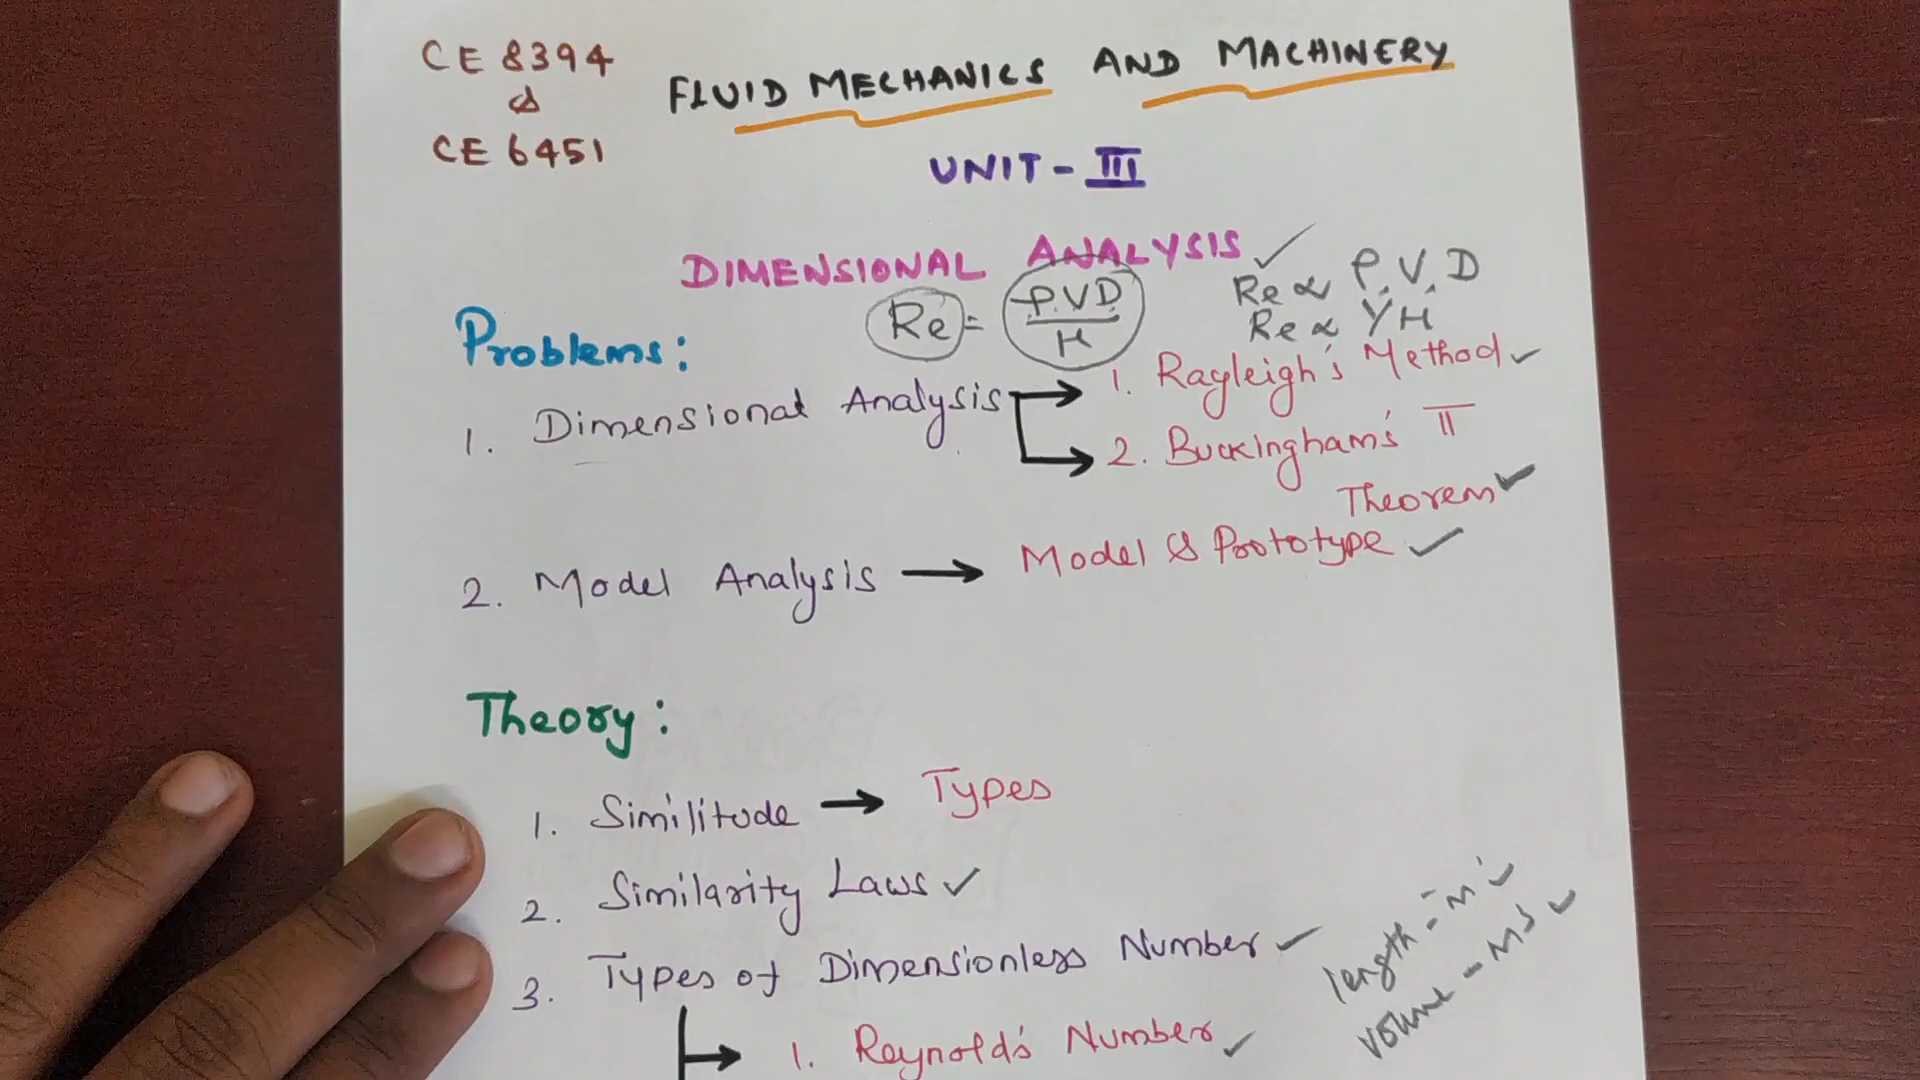 CE 8394
&
CE 6451
FLUID MECHANICS AND MACHINERY
UNIT - III
DIMENSIONAL ANALYSIS
Re = ρ.V.D / μ
Re ∝ ρ.V.D
Re ∝ 1/μ
Problems:
1. Dimensional Analysis
1. Rayleigh's Method
2. Buckingham's π
Theorem
2. Model Analysis → Model & Prototype
Theory:
1. Similitude → Types
2. Similarity Laws
3. Types of Dimensionless Number
1. Reynold's Number
length - m
volume - m3